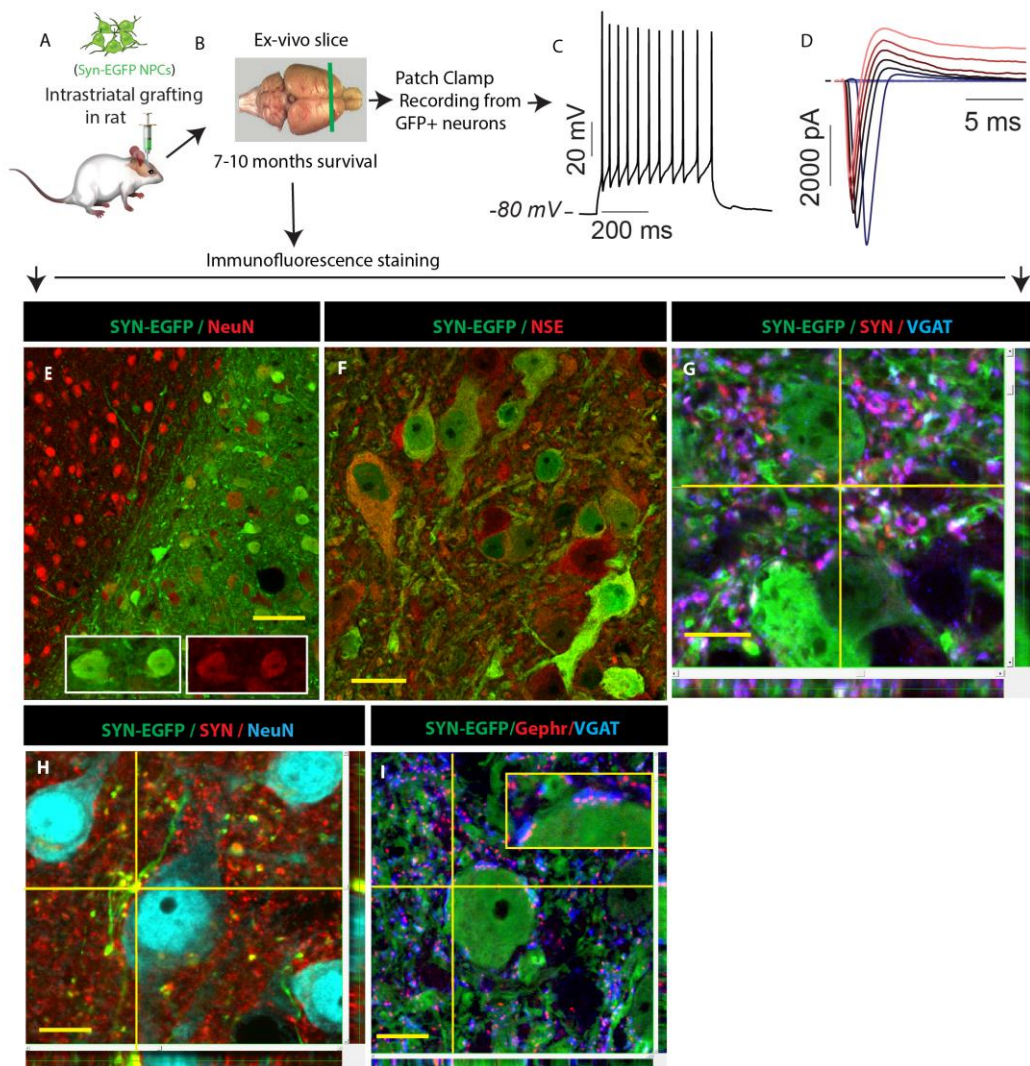 A
(Syn-EGFP NPCs)
Intrastriatal grafting
in rat
B
Ex-vivo slice
7-10 months survival
Patch Clamp
Recording from
GFP+ neurons
C
20 mV
-80 mV
200 ms
D
2000 pA
5 ms
Immunofluorescence staining
SYN-EGFP / NeuN
E
SYN-EGFP / NSE
F
SYN-EGFP / SYN / VGAT
G
SYN-EGFP / SYN / NeuN
H
SYN-EGFP/Gephr/VGAT
I